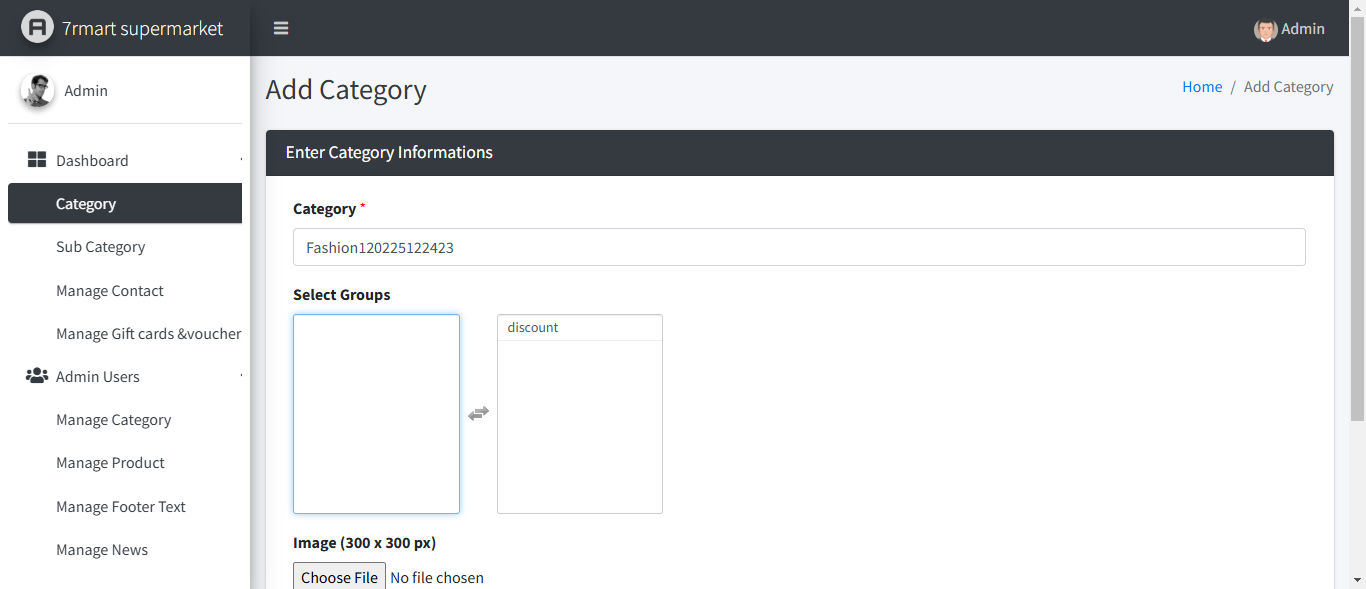 7rmart supermarket
Admin
Admin
Dashboard
Category
Sub Category
Manage Contact
Manage Gift cards &voucher
Admin Users
Manage Category
Manage Product
Manage Footer Text
Manage News
Add Category
Home / Add Category
Enter Category Informations
Category *
Fashion120225122423
Select Groups
discount
Image (300 x 300 px)
Choose File No file chosen